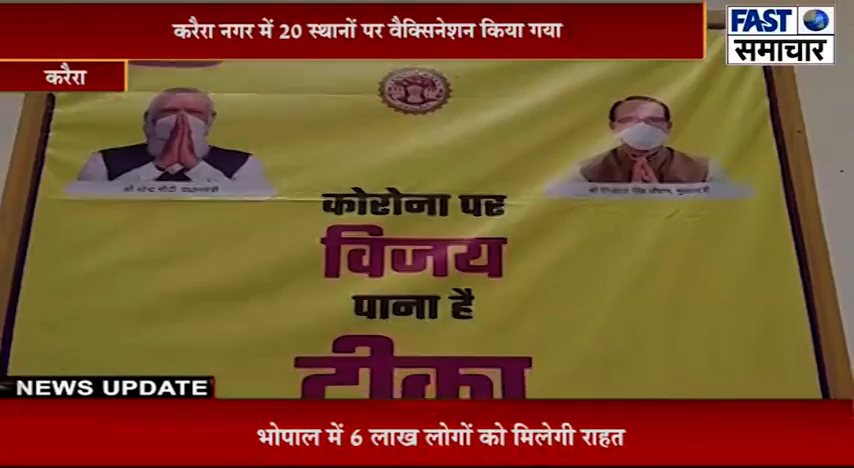 करैरा नगर में 20 स्थानों पर वैक्सिनेशन किया गया
FAST
समाचार
करैरा
कोरोना पर
विजय
पाना है
टीका
NEWS UPDATE
भोपाल में 6 लाख लोगों को मिलेगी राहत